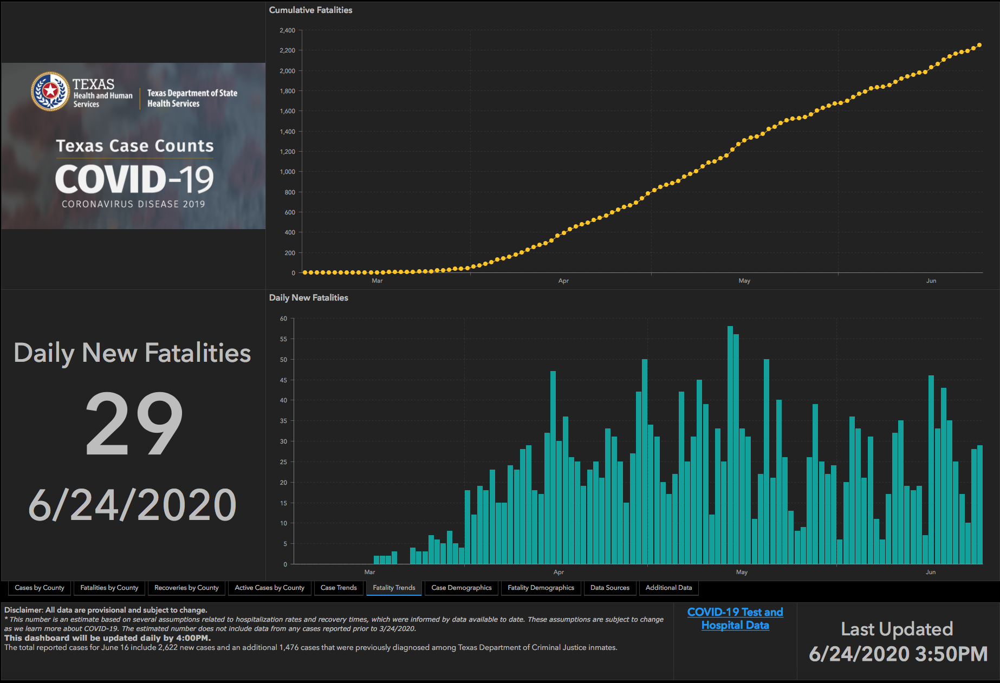 TEXAS
Health and Human
Services
Texas Department of State
Health Services
Texas Case Counts
COVID-19
CORONAVIRUS DISEASE 2019
Cumulative Fatalities
2,400
2,200
2,000
1,800
1,600
1,400
1,200
1,000
800
600
400
200
0
Mar Apr May Jun
Daily New Fatalities
29
6/24/2020
Daily New Fatalities
60
55
50
45
40
35
30
25
20
15
10
5
0
Mar Apr May Jun
Cases by County Fatalities by County Recoveries by County Active Cases by County Case Trends Fatality Trends Case Demographics Fatality Demographics Data Sources Additional Data
Disclaimer: All data are provisional and subject to change.
* This number is an estimate based on several assumptions related to hospitalization rates and recovery times, which were informed by data available to date. These assumptions are subject to change
as we learn more about COVID-19. The estimated number does not include data from any cases reported prior to 3/24/2020.
This dashboard will be updated daily by 4:00PM.
The total reported cases for June 16 include 2,622 new cases and an additional 1,476 cases that were previously diagnosed among Texas Department of Criminal Justice inmates.
COVID-19 Test and
Hospital Data
Last Updated
6/24/2020 3:50PM